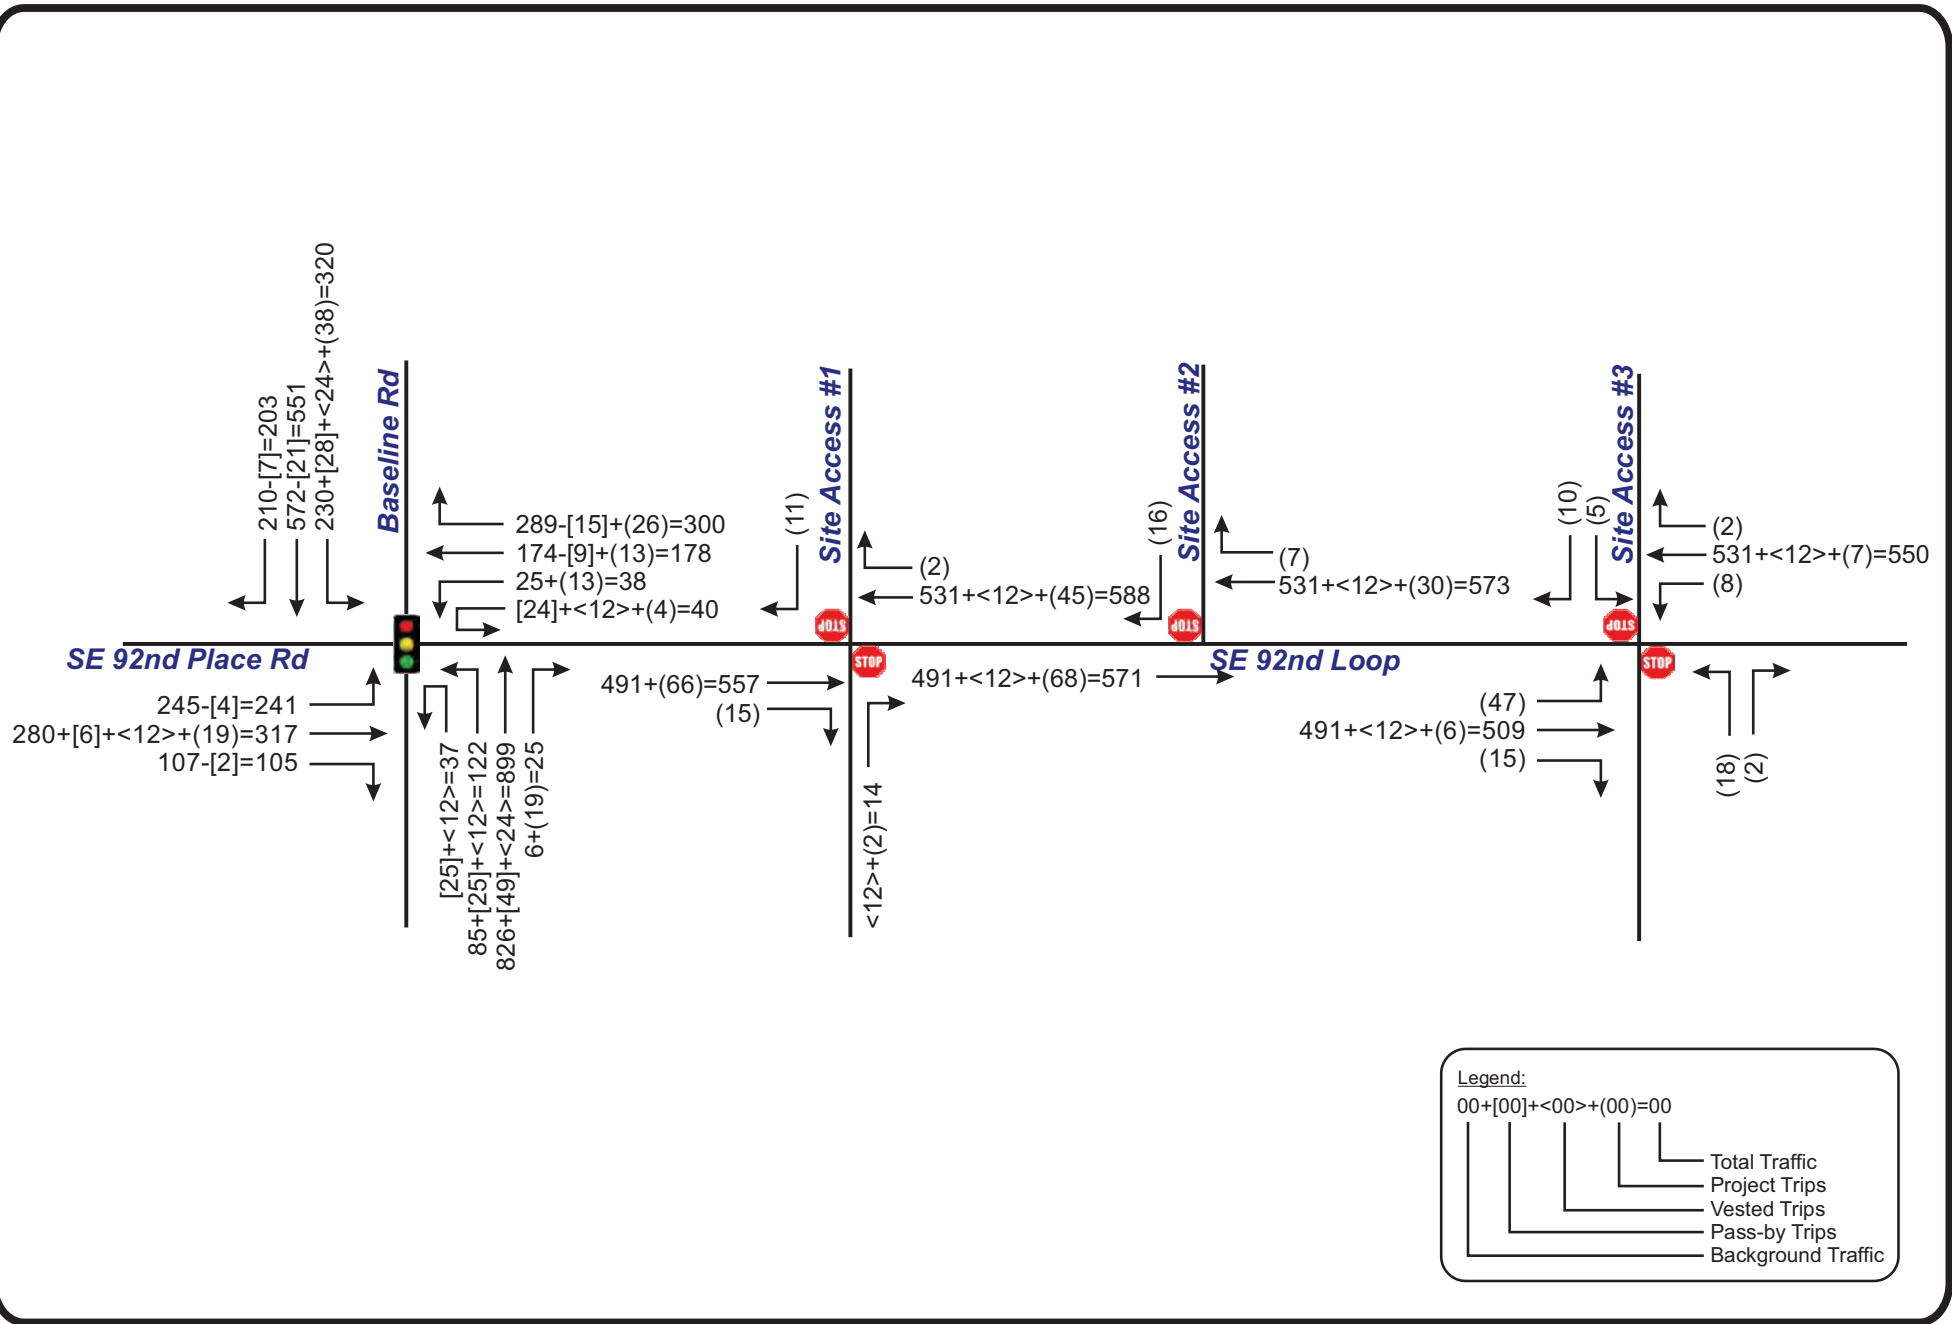 210-[7]=203
572-[21]=551
230+[28]+<24>+(38)=320
Baseline Rd
289-[15]+(26)=300
174-[9]+(13)=178
25+(13)=38
[24]+<12>+(4)=40
SE 92nd Place Rd
245-[4]=241
280+[6]+<12>+(19)=317
107-[2]=105
[25]+<12>=37
85+[25]+<12>=122
826+[49]+<24>=899
6+(19)=25
(11)
Site Access #1
(2)
531+<12>+(45)=588
STOP
STOP
491+(66)=557
(15)
<12>+(2)=14
(16)
Site Access #2
(7)
531+<12>+(30)=573
STOP
SE 92nd Loop
491+<12>+(68)=571
(10)
(5)
Site Access #3
(2)
531+<12>+(7)=550
(8)
STOP
STOP
(47)
491+<12>+(6)=509
(15)
(18)
(2)
Legend:
00+[00]+<00>+(00)=00
Total Traffic
Project Trips
Vested Trips
Pass-by Trips
Background Traffic